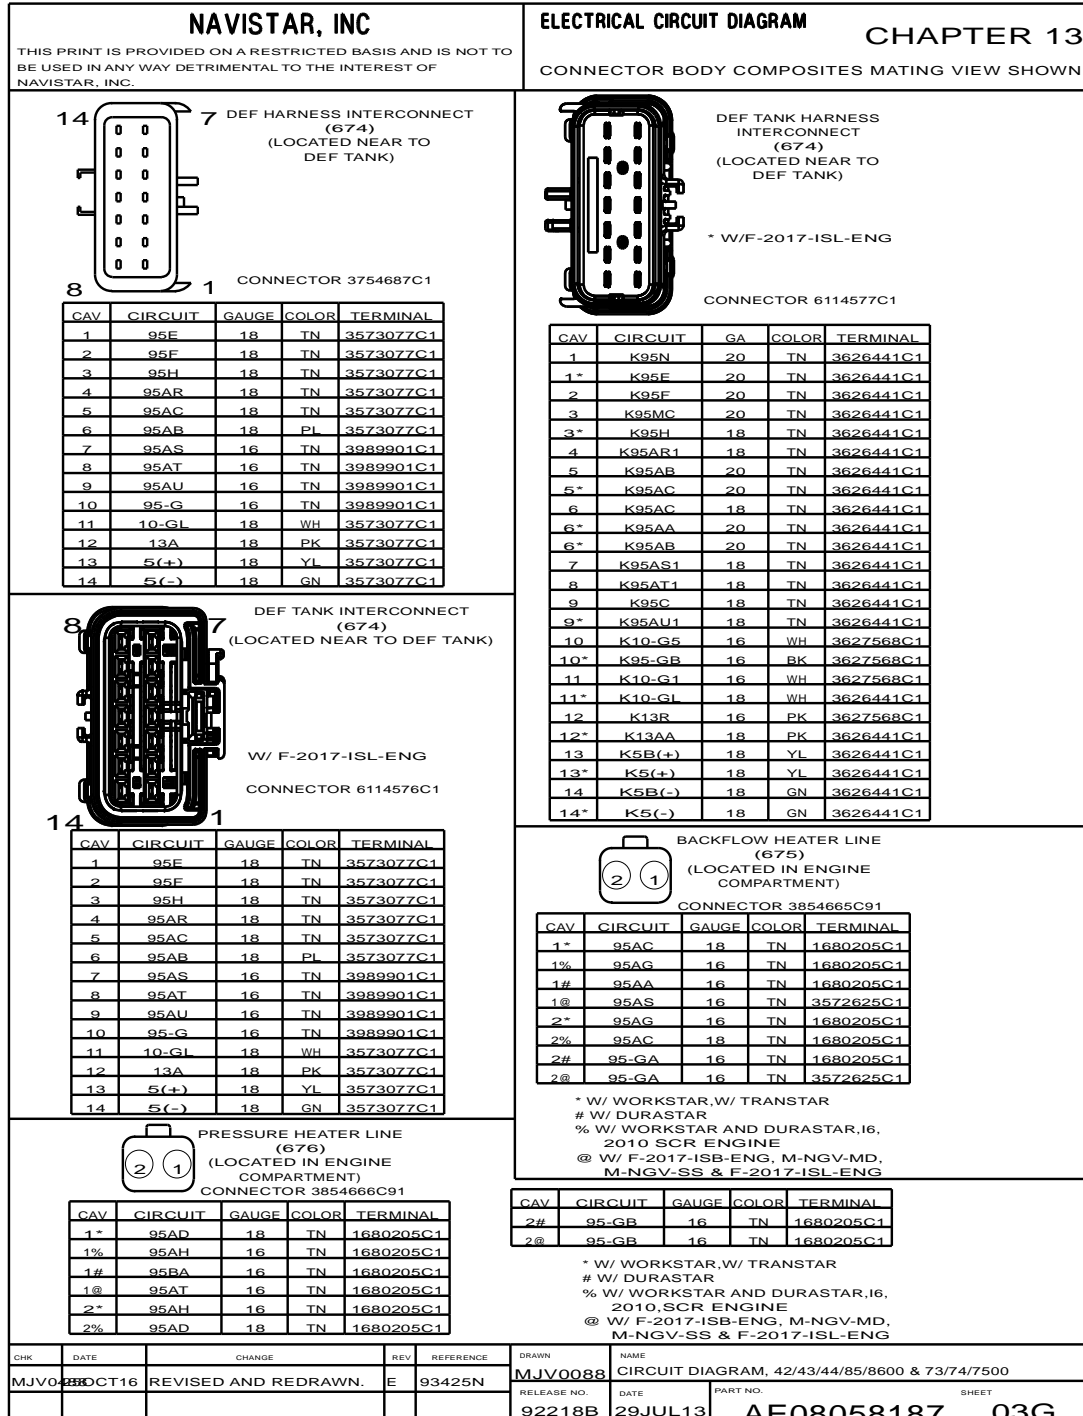 NAVISTAR, INC
THIS PRINT IS PROVIDED ON A RESTRICTED BASIS AND IS NOT TO
BE USED IN ANY WAY DETRIMENTAL TO THE INTEREST OF
NAVISTAR, INC.
ELECTRICAL CIRCUIT DIAGRAM
CHAPTER 13
CONNECTOR BODY COMPOSITES MATING VIEW SHOWN
14
7
8
1
DEF HARNESS INTERCONNECT
(674)
(LOCATED NEAR TO
DEF TANK)
CONNECTOR 3754687C1
CAV CIRCUIT GAUGE COLOR TERMINAL
1 95E 18 TN 3573077C1
2 95F 18 TN 3573077C1
3 95H 18 TN 3573077C1
4 95AR 18 TN 3573077C1
5 95AC 18 TN 3573077C1
6 95AB 18 PL 3573077C1
7 95AS 16 TN 3989901C1
8 95AT 16 TN 3989901C1
9 95AU 16 TN 3989901C1
10 95-G 16 TN 3989901C1
11 10-GL 18 WH 3573077C1
12 13A 18 PK 3573077C1
13 5(+) 18 YL 3573077C1
14 5(-) 18 GN 3573077C1
8
7
14
1
DEF TANK INTERCONNECT
(674)
(LOCATED NEAR TO DEF TANK)
W/ F-2017-ISL-ENG
CONNECTOR 6114576C1
CAV CIRCUIT GAUGE COLOR TERMINAL
1 95E 18 TN 3573077C1
2 95F 18 TN 3573077C1
3 95H 18 TN 3573077C1
4 95AR 18 TN 3573077C1
5 95AC 18 TN 3573077C1
6 95AB 18 PL 3573077C1
7 95AS 16 TN 3989901C1
8 95AT 16 TN 3989901C1
9 95AU 16 TN 3989901C1
10 95-G 16 TN 3989901C1
11 10-GL 18 WH 3573077C1
12 13A 18 PK 3573077C1
13 5(+) 18 YL 3573077C1
14 5(-) 18 GN 3573077C1
2 1
PRESSURE HEATER LINE
(676)
(LOCATED IN ENGINE
COMPARTMENT)
CONNECTOR 3854666C91
CAV CIRCUIT GAUGE COLOR TERMINAL
1* 95AD 18 TN 1680205C1
1% 95AH 16 TN 1680205C1
1# 95BA 16 TN 1680205C1
1@ 95AT 16 TN 1680205C1
2* 95AH 16 TN 1680205C1
2% 95AD 18 TN 1680205C1
DEF TANK HARNESS
INTERCONNECT
(674)
(LOCATED NEAR TO
DEF TANK)
* W/F-2017-ISL-ENG
CONNECTOR 6114577C1
CAV CIRCUIT GA COLOR TERMINAL
1 K95N 20 TN 3626441C1
1* K95E 20 TN 3626441C1
2 K95F 20 TN 3626441C1
3 K95MC 20 TN 3626441C1
3* K95H 18 TN 3626441C1
4 K95AR1 18 TN 3626441C1
5 K95AB 20 TN 3626441C1
5* K95AC 20 TN 3626441C1
6 K95AC 18 TN 3626441C1
6* K95AA 20 TN 3626441C1
6* K95AB 20 TN 3626441C1
7 K95AS1 18 TN 3626441C1
8 K95AT1 18 TN 3626441C1
9 K95C 18 TN 3626441C1
9* K95AU1 18 TN 3626441C1
10 K10-G5 16 WH 3627568C1
10* K95-GB 16 BK 3627568C1
11 K10-G1 16 WH 3627568C1
11* K10-GL 18 WH 3626441C1
12 K13R 16 PK 3627568C1
12* K13AA 18 PK 3626441C1
13 K5B(+) 18 YL 3626441C1
13* K5(+) 18 YL 3626441C1
14 K5B(-) 18 GN 3626441C1
14* K5(-) 18 GN 3626441C1
2 1
BACKFLOW HEATER LINE
(675)
(LOCATED IN ENGINE
COMPARTMENT)
CONNECTOR 3854665C91
CAV CIRCUIT GAUGE COLOR TERMINAL
1* 95AC 18 TN 1680205C1
1% 95AG 16 TN 1680205C1
1# 95AA 16 TN 1680205C1
1@ 95AS 16 TN 3572625C1
2* 95AG 16 TN 1680205C1
2% 95AC 18 TN 1680205C1
2# 95-GA 16 TN 1680205C1
2@ 95-GA 16 TN 3572625C1
* W/ WORKSTAR,W/ TRANSTAR
# W/ DURASTAR
% W/ WORKSTAR AND DURASTAR,I6,
2010 SCR ENGINE
@ W/ F-2017-ISB-ENG, M-NGV-MD,
M-NGV-SS & F-2017-ISL-ENG
CAV CIRCUIT GAUGE COLOR TERMINAL
2# 95-GB 16 TN 1680205C1
2@ 95-GB 16 TN 1680205C1
* W/ WORKSTAR,W/ TRANSTAR
# W/ DURASTAR
% W/ WORKSTAR AND DURASTAR,I6,
2010,SCR ENGINE
@ W/ F-2017-ISB-ENG, M-NGV-MD,
M-NGV-SS & F-2017-ISL-ENG
CHK DATE CHANGE REV REFERENCE
OCT16 REVISED AND REDRAWN. E 93425N
DRAWN
MJV0088
NAME
CIRCUIT DIAGRAM, 42/43/44/85/8600 & 73/74/7500
RELEASE NO. DATE PART NO. SHEET
92218B 29JUL13 AE08058187 03G